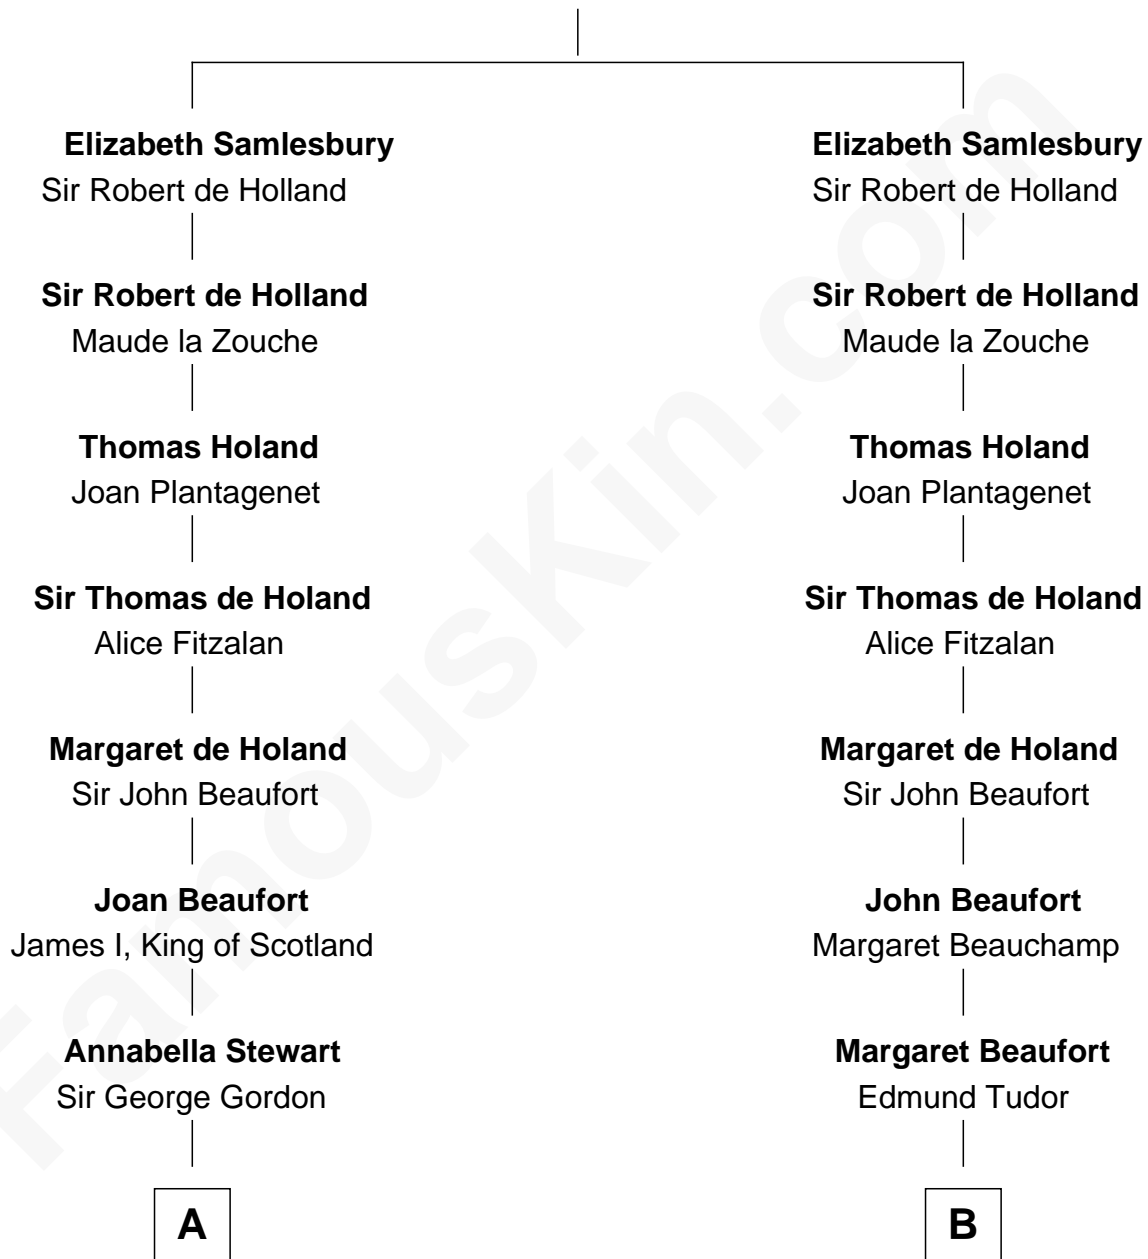 Elizabeth Samlesbury
Sir Robert de Holland
Sir Robert de Holland
Maude la Zouche
Thomas Holand
Joan Plantagenet
Sir Thomas de Holand
Alice Fitzalan
Margaret de Holand
Sir John Beaufort
Joan Beaufort
James I, King of Scotland
Annabella Stewart
Sir George Gordon
A
Elizabeth Samlesbury
Sir Robert de Holland
Sir Robert de Holland
Maude la Zouche
Thomas Holand
Joan Plantagenet
Sir Thomas de Holand
Alice Fitzalan
Margaret de Holand
Sir John Beaufort
John Beaufort
Margaret Beauchamp
Margaret Beaufort
Edmund Tudor
B
FamousKin.com